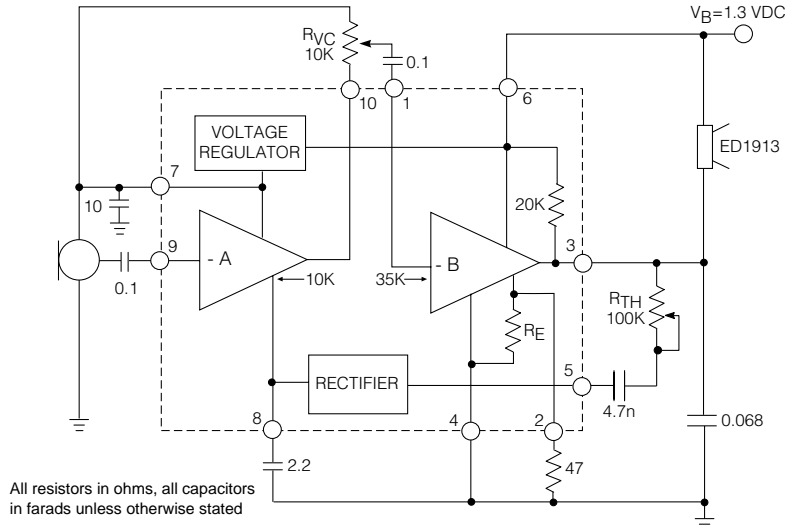 V_B=1.3 VDC
R_VC
10K
0.1
10
1
6
VOLTAGE
REGULATOR
ED1913
7
20K
10
3
9
- A
- B
0.1
10K
35K
R_TH
100K
R_E
RECTIFIER
5
4.7n
8
4
2
0.068
2.2
47
All resistors in ohms, all capacitors
in farads unless otherwise stated